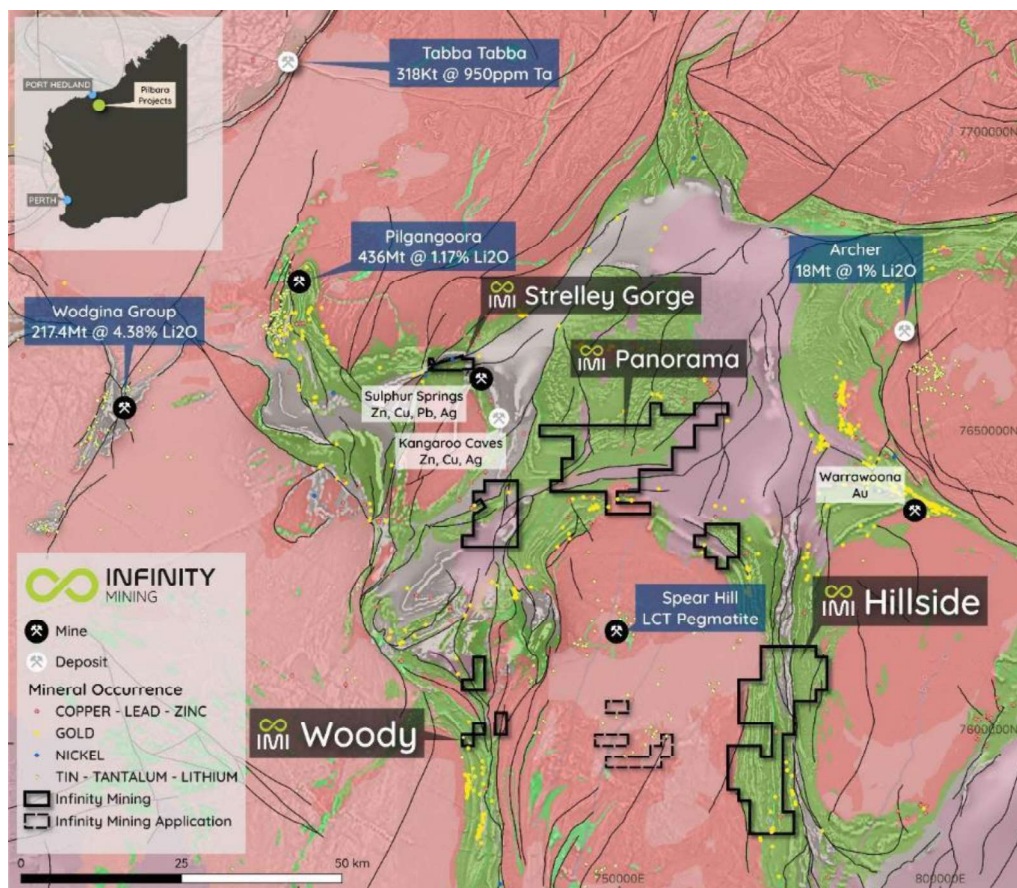 PORT HEDLAND
Pilbara
Projects
PERTH
Tabba Tabba
318Kt @ 950ppm Ta
7700000N
Pilgangoora
436Mt @ 1.17% Li2O
Archer
18Mt @ 1% Li2O
Wodgina Group
217.4Mt @ 4.38% Li2O
IMI Strelley Gorge
IMI Panorama
Sulphur Springs
Zn, Cu, Pb, Ag
Kangaroo Caves
Zn, Cu, Ag
7650000N
Warrawoona
Au
Spear Hill
LCT Pegmatite
IMI Hillside
IMI Woody
7600000N
INFINITY
MINING
Mine
Deposit
Mineral Occurrence
COPPER - LEAD - ZINC
GOLD
NICKEL
TIN - TANTALUM - LITHIUM
Infinity Mining
Infinity Mining Application
0 25 50 km
750000E
800000E